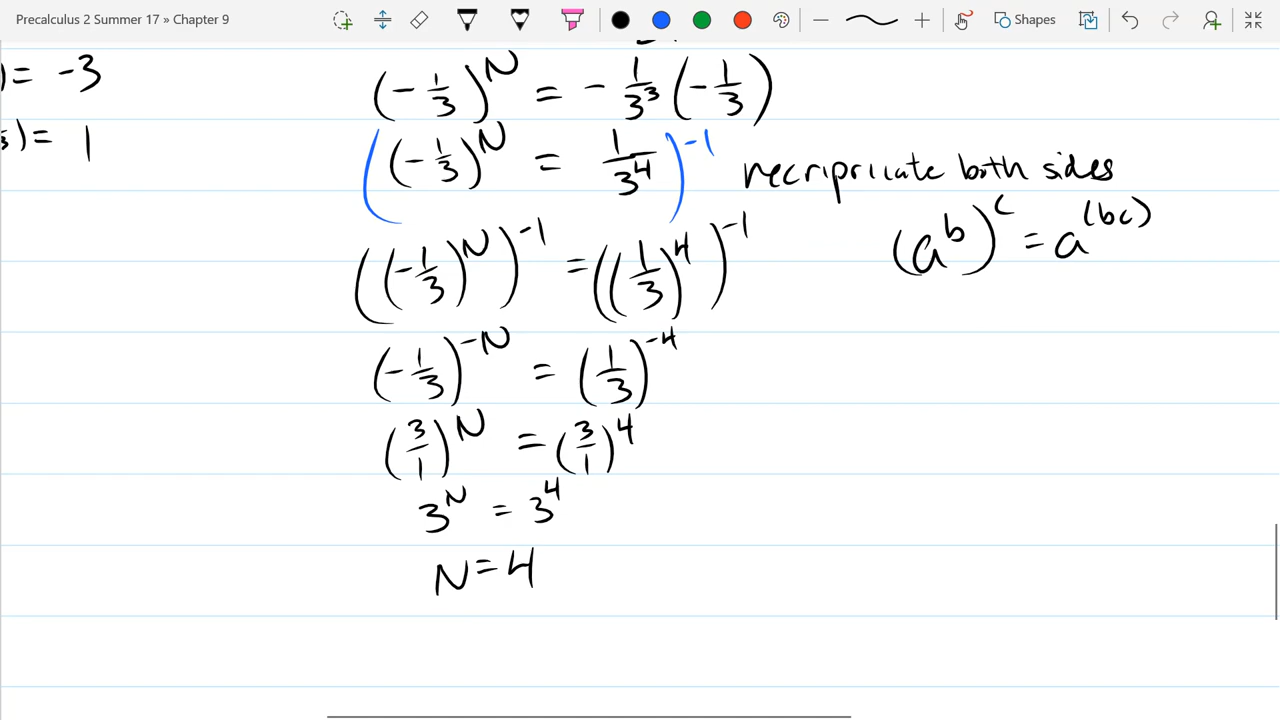 Precalculus 2 Summer 17 » Chapter 9
Shapes
) = -3
) = 1
(-1/3)^N = -1/3^3 (-1/3)
((-1/3)^N = 1/3^4)^-1 recripricate both sides
(a^b)^c = a^(bc)
((-1/3)^N)^-1 = ((1/3)^4)^-1
(-1/3)^-N = (1/3)^-4
(3/1)^N = (3/1)^4
3^N = 3^4
N = 4